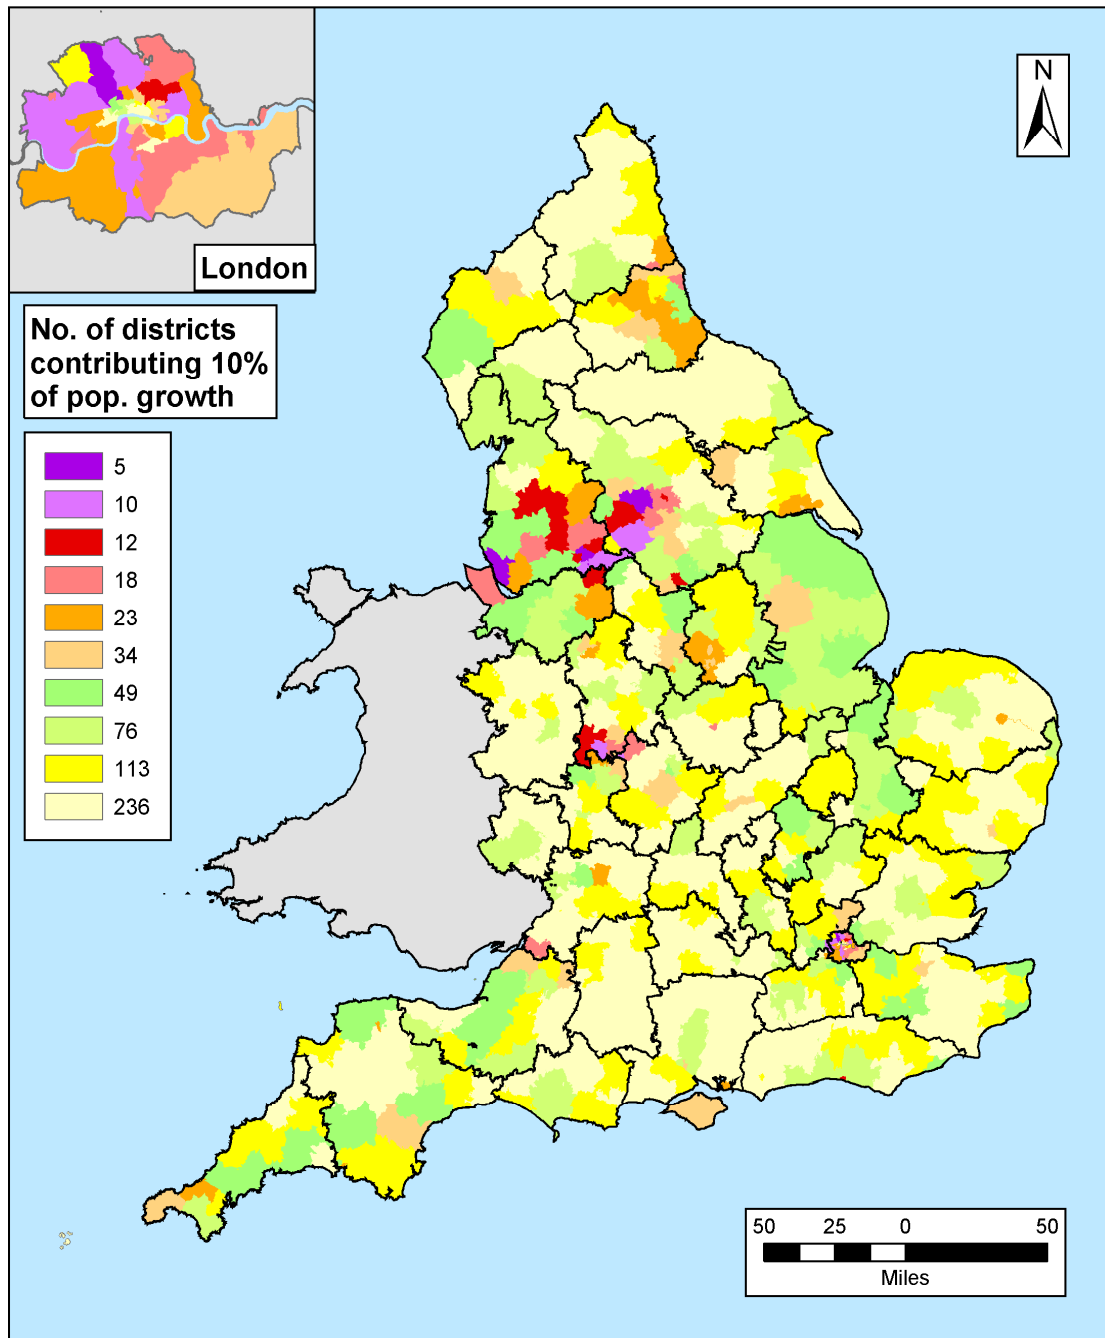 London
N
No. of districts
contributing 10%
of pop. growth
5
10
12
18
23
34
49
76
113
236
50 25 0 50
Miles